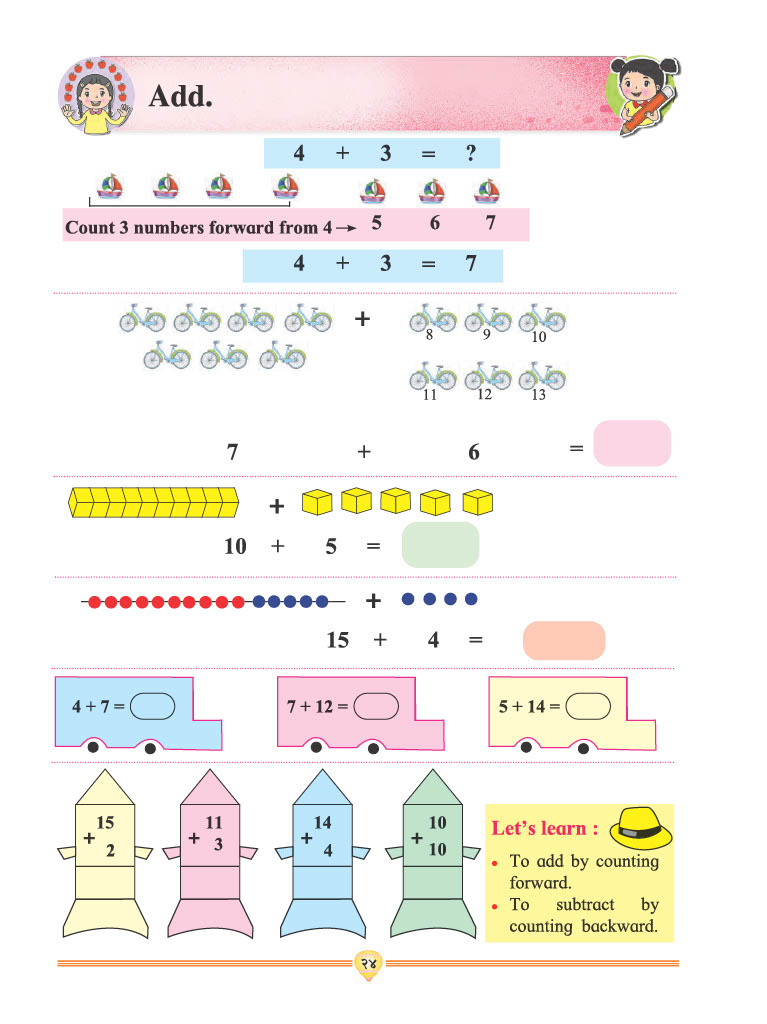 Add.
4 + 3 = ?
Count 3 numbers forward from 4 → 5 6 7
4 + 3 = 7
+
8 9 10
11 12 13
7 + 6 =
+
10 + 5 =
+
15 + 4 =
4 + 7 =
7 + 12 =
5 + 14 =
15
+ 2
11
+ 3
14
+ 4
10
+ 10
Let's learn :
• To add by counting
forward.
• To subtract by
counting backward.
२४